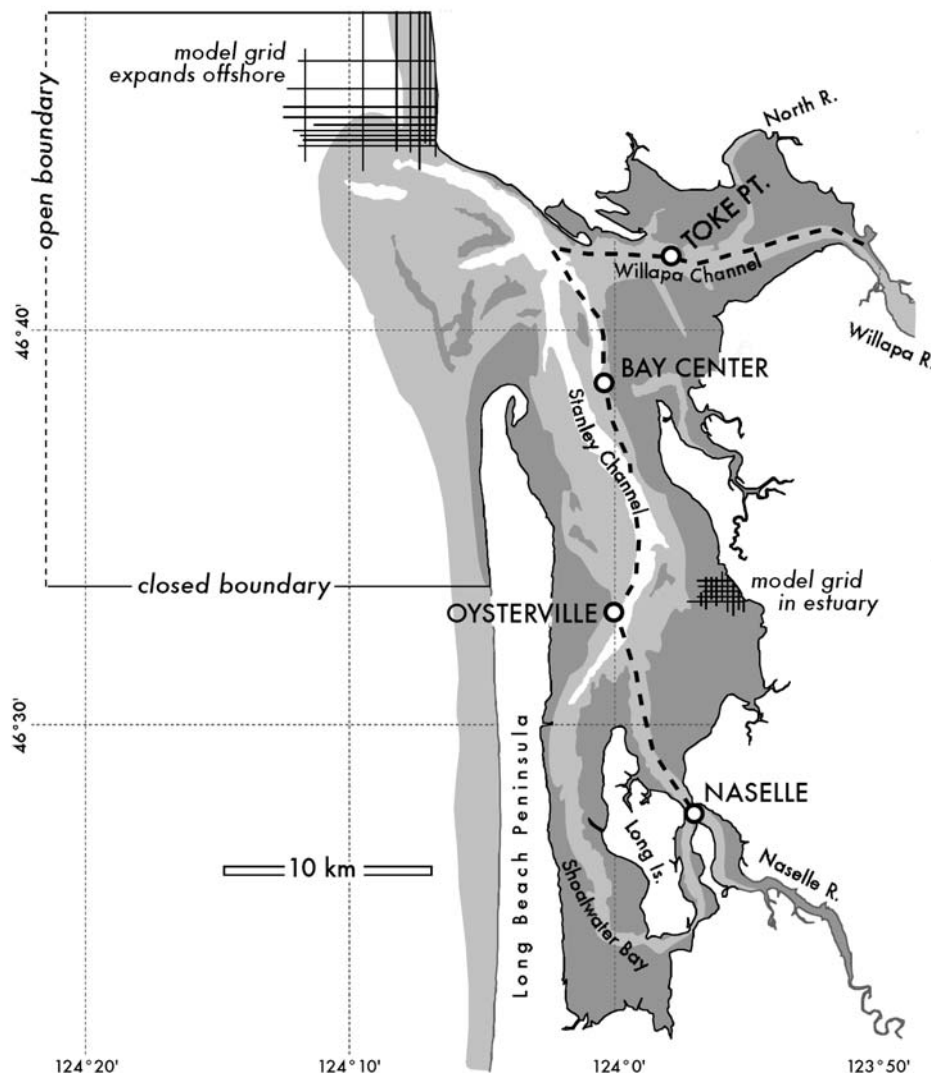 model grid
expands offshore
open boundary
North R.
TOKE PT.
Willapa Channel
Willapa R.
46°40'
BAY CENTER
Stanley Channel
closed boundary
model grid
in estuary
OYSTERVILLE
46°30'
Long Beach Peninsula
NASELLE
Long Is.
10 km
Naselle R.
Shoalwater Bay
124°20'
124°10'
124°0'
123°50'